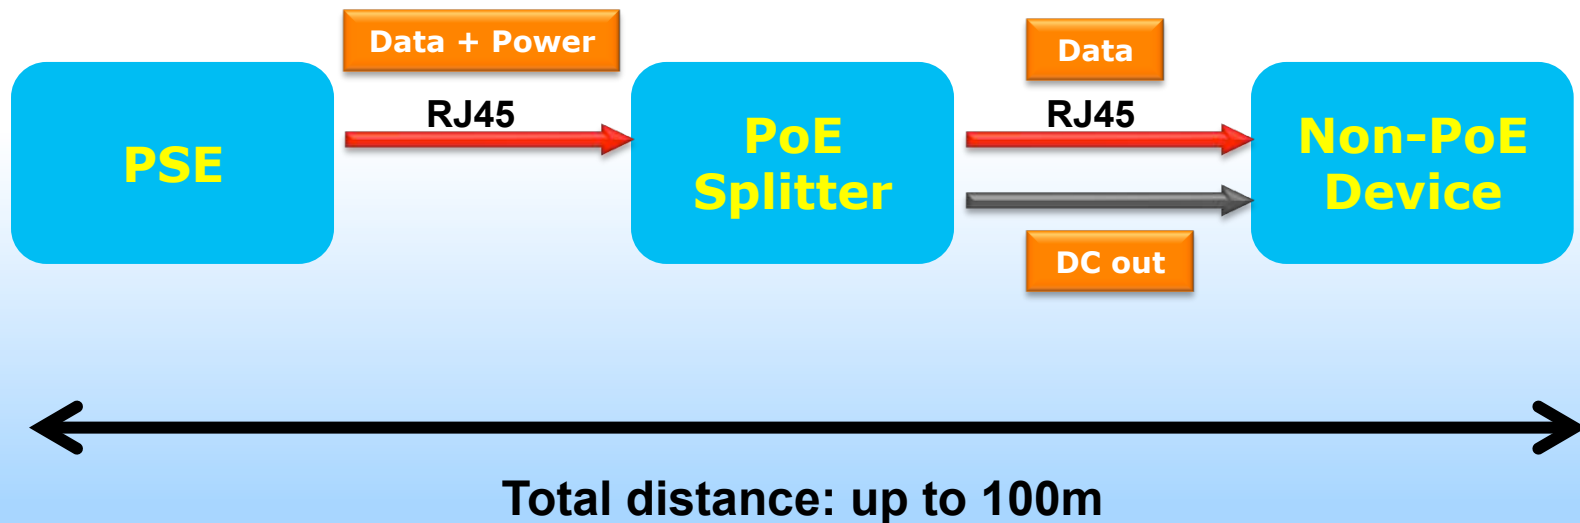 Data + Power
Data
PSE
RJ45
PoE
Splitter
RJ45
Non-PoE
Device
DC out
Total distance: up to 100m